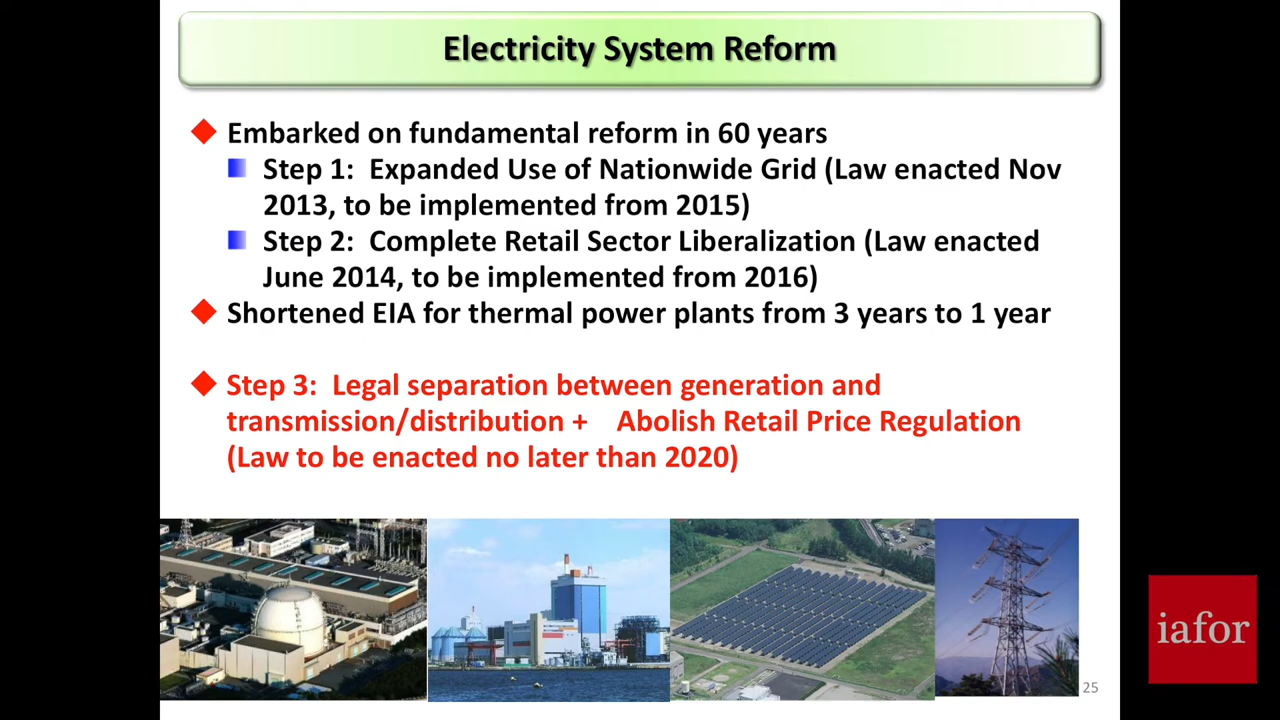 Electricity System Reform
Embarked on fundamental reform in 60 years
Step 1: Expanded Use of Nationwide Grid (Law enacted Nov
2013, to be implemented from 2015)
Step 2: Complete Retail Sector Liberalization (Law enacted
June 2014, to be implemented from 2016)
Shortened EIA for thermal power plants from 3 years to 1 year
Step 3: Legal separation between generation and
transmission/distribution + Abolish Retail Price Regulation
(Law to be enacted no later than 2020)
25
iafor